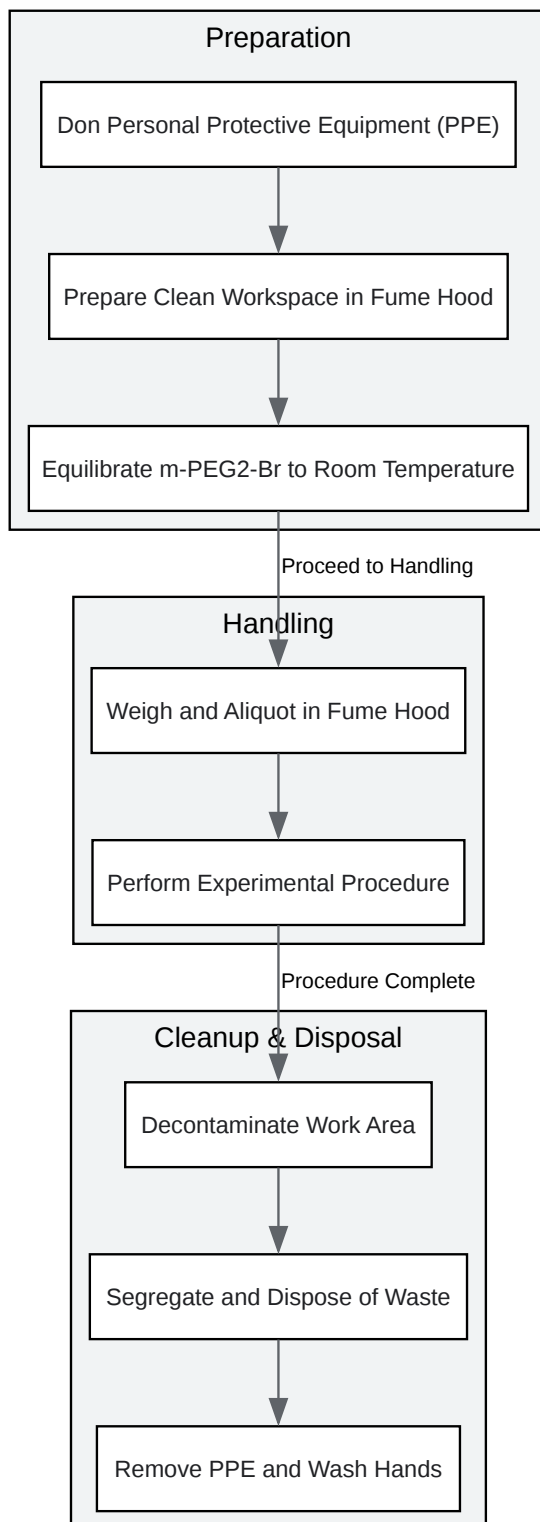 Preparation
Don Personal Protective Equipment (PPE)
Prepare Clean Workspace in Fume Hood
Equilibrate m-PEG2-Br to Room Temperature
Proceed to Handling
Handling
Weigh and Aliquot in Fume Hood
Perform Experimental Procedure
Procedure Complete
Cleanup & Disposal
Decontaminate Work Area
Segregate and Dispose of Waste
Remove PPE and Wash Hands